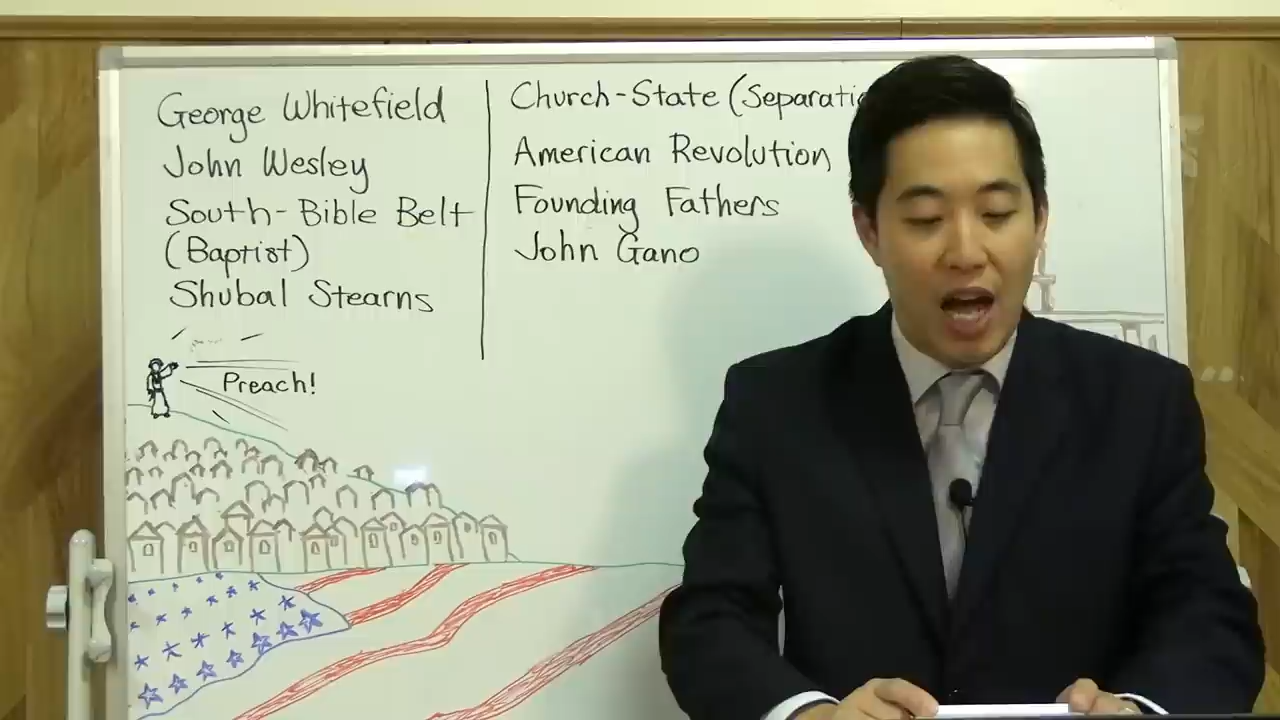 George Whitefield
John Wesley
South-Bible Belt
(Baptist)
Shubal Stearns
Preach!
Church-State (Separatio
American Revolution
Founding Fathers
John Gano